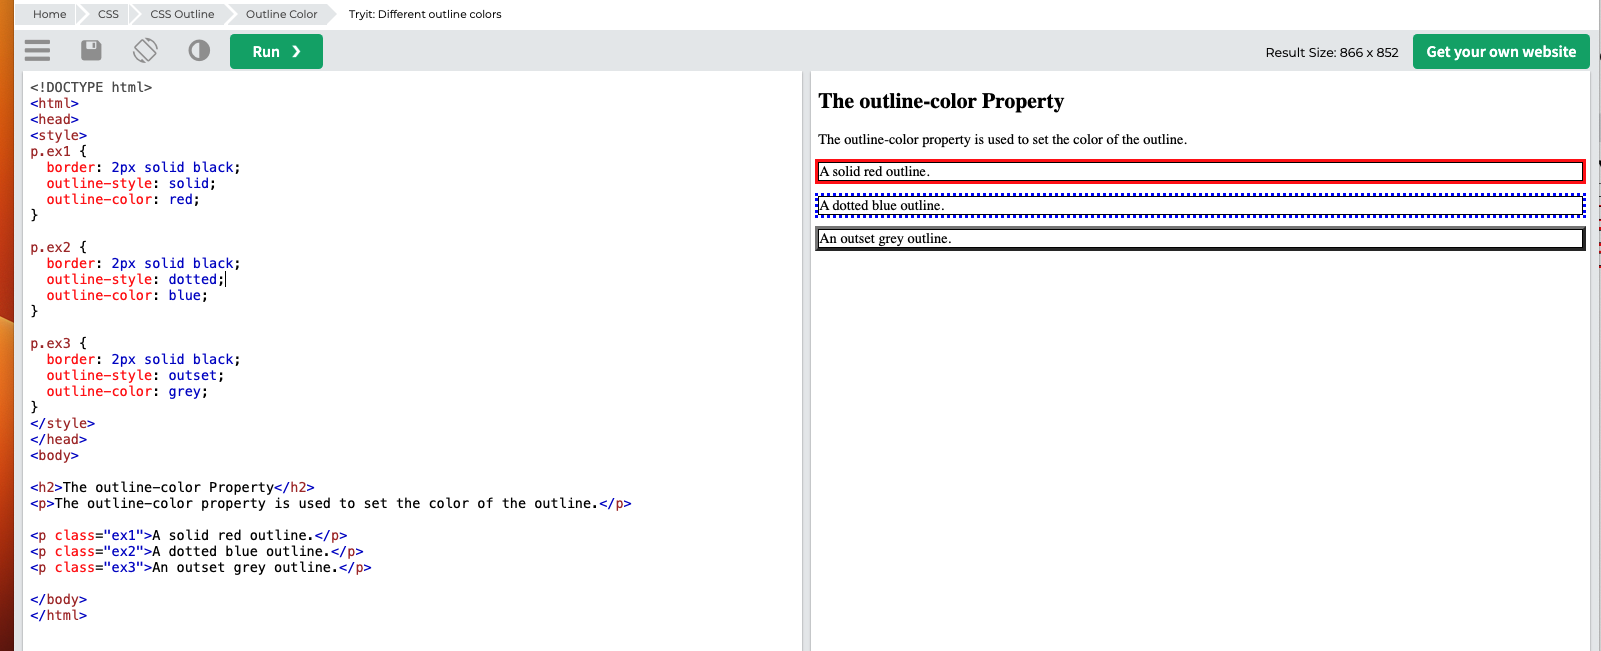 Home CSS CSS Outline Outline Color Tryit: Different outline colors
Run ❯ Result Size: 866 x 852 Get your own website
<!DOCTYPE html>
<html>
<head>
<style>
p.ex1 {
  border: 2px solid black;
  outline-style: solid;
  outline-color: red;
}

p.ex2 {
  border: 2px solid black;
  outline-style: dotted;
  outline-color: blue;
}

p.ex3 {
  border: 2px solid black;
  outline-style: outset;
  outline-color: grey;
}
</style>
</head>
<body>

<h2>The outline-color Property</h2>
<p>The outline-color property is used to set the color of the outline.</p>

<p class="ex1">A solid red outline.</p>
<p class="ex2">A dotted blue outline.</p>
<p class="ex3">An outset grey outline.</p>

</body>
</html>
The outline-color Property
The outline-color property is used to set the color of the outline.
A solid red outline.
A dotted blue outline.
An outset grey outline.